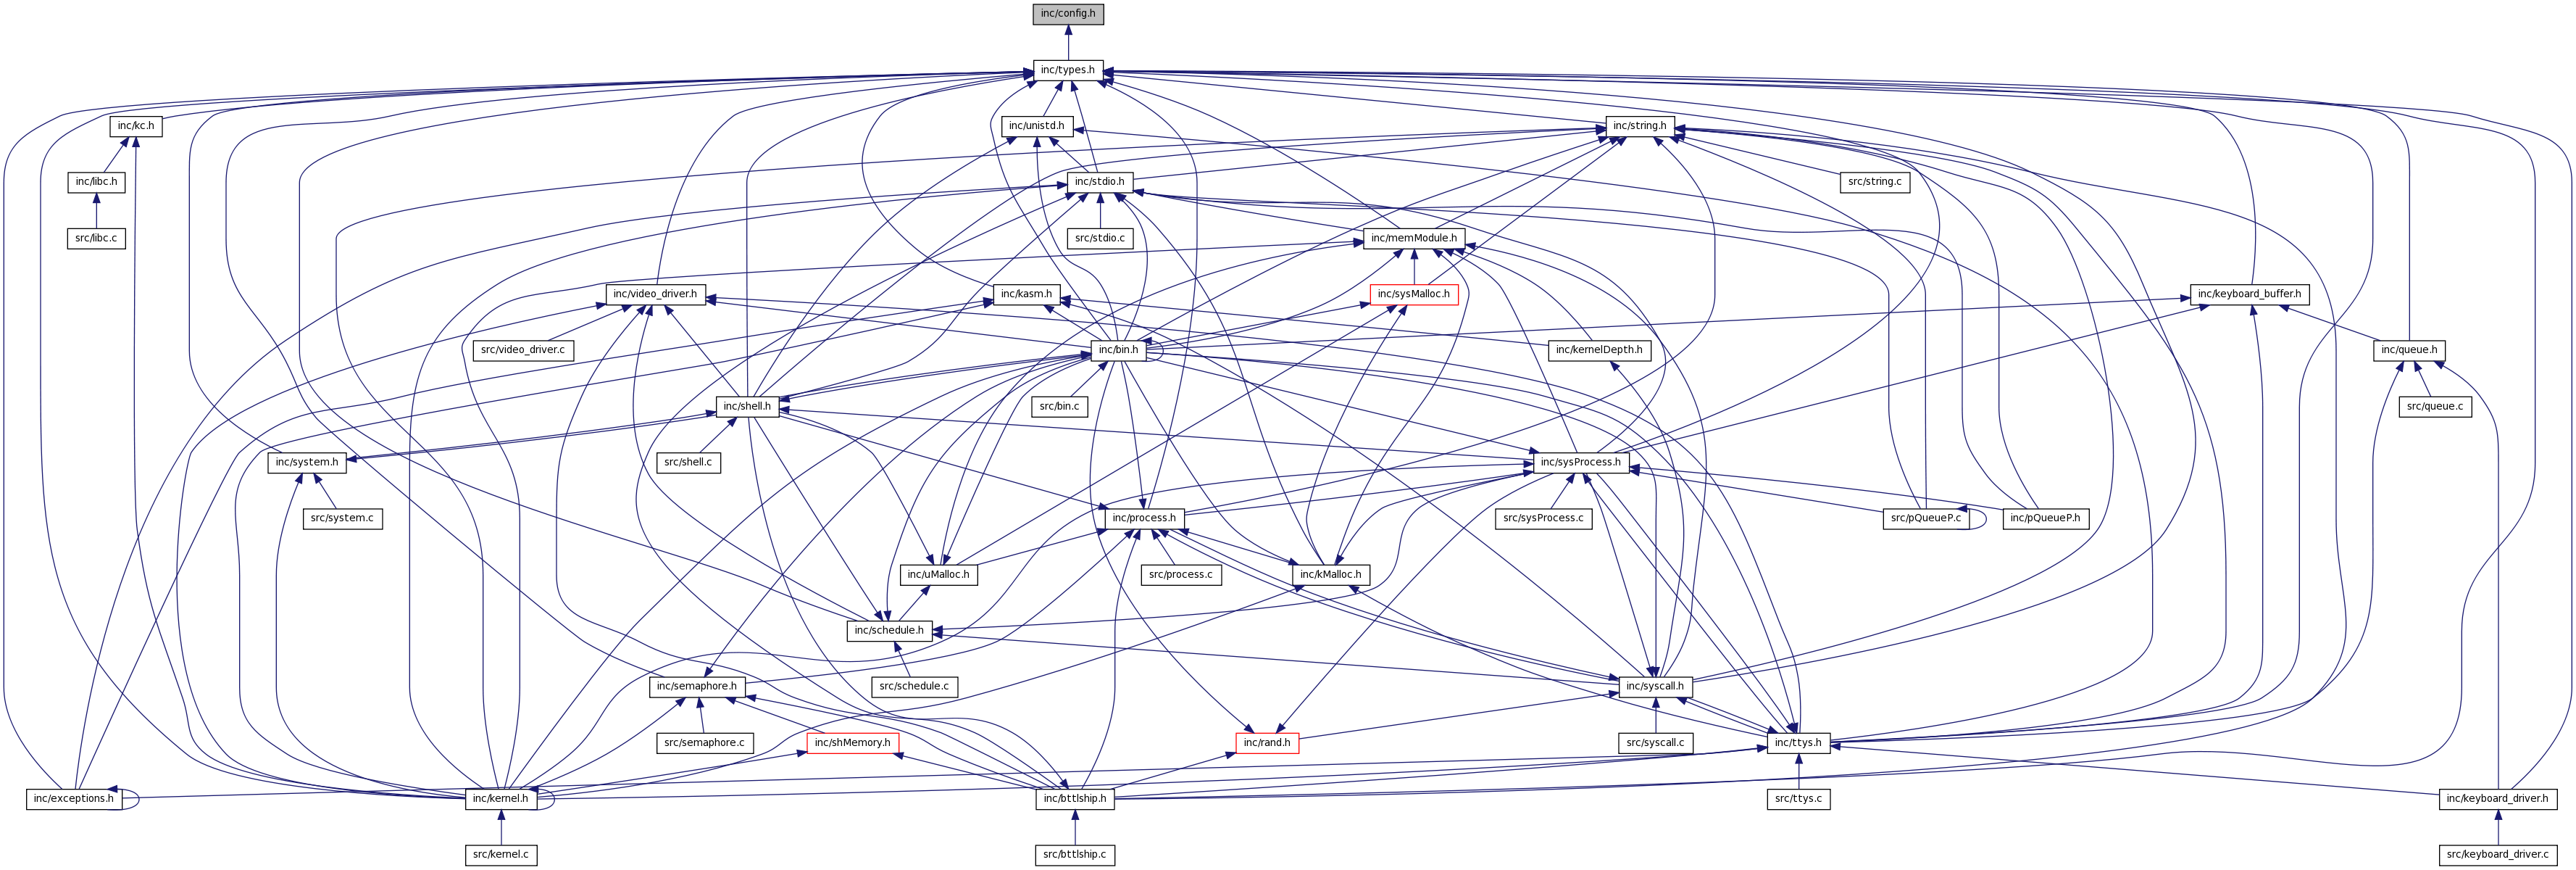 inc/config.h
inc/types.h
inc/kc.h
inc/unistd.h
inc/string.h
inc/libc.h
inc/stdio.h
src/string.c
src/libc.c
src/stdio.c
inc/memModule.h
inc/video_driver.h
inc/kasm.h
inc/sysMalloc.h
inc/keyboard_buffer.h
src/video_driver.c
inc/bin.h
inc/kernelDepth.h
inc/queue.h
inc/shell.h
src/bin.c
src/queue.c
inc/system.h
src/shell.c
inc/sysProcess.h
src/system.c
inc/process.h
src/sysProcess.c
src/pQueueP.c
inc/pQueueP.h
inc/uMalloc.h
src/process.c
inc/kMalloc.h
inc/schedule.h
inc/semaphore.h
src/schedule.c
inc/syscall.h
src/semaphore.c
inc/shMemory.h
inc/rand.h
src/syscall.c
inc/ttys.h
inc/exceptions.h
inc/kernel.h
inc/bttlship.h
src/ttys.c
inc/keyboard_driver.h
src/kernel.c
src/bttlship.c
src/keyboard_driver.c